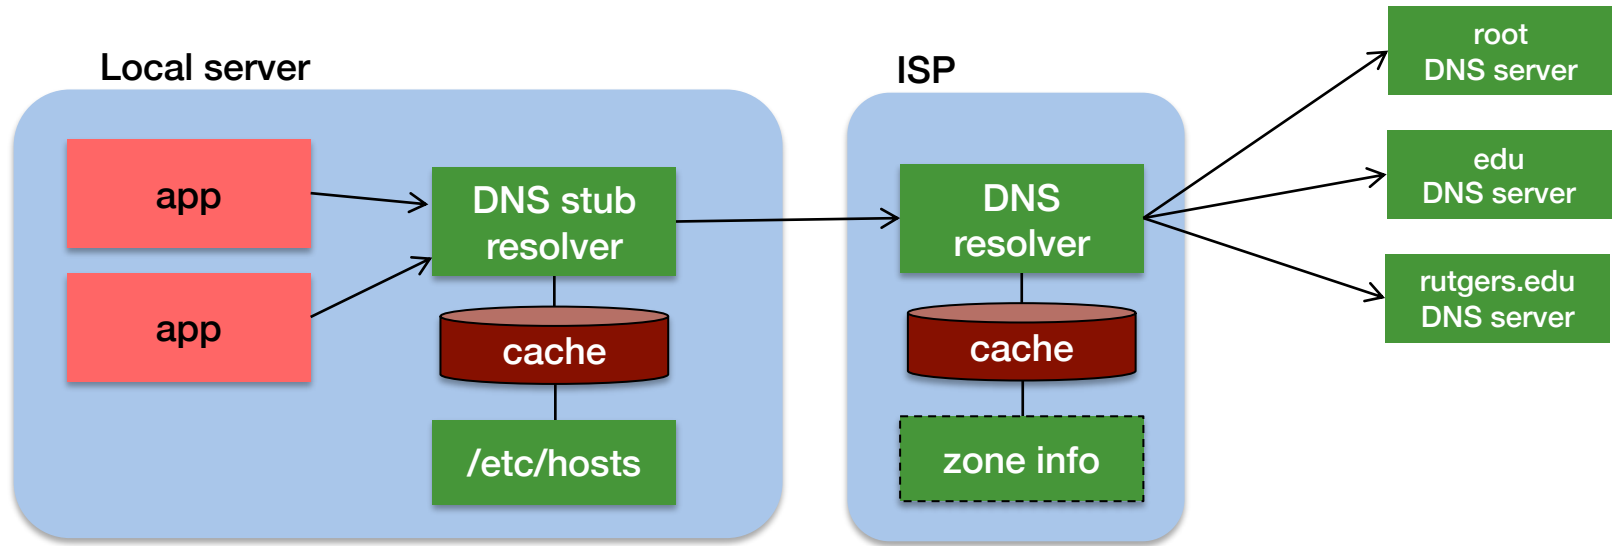 Local server
app
app
DNS stub
resolver
cache
/etc/hosts
ISP
DNS
resolver
cache
zone info
root
DNS server
edu
DNS server
rutgers.edu
DNS server